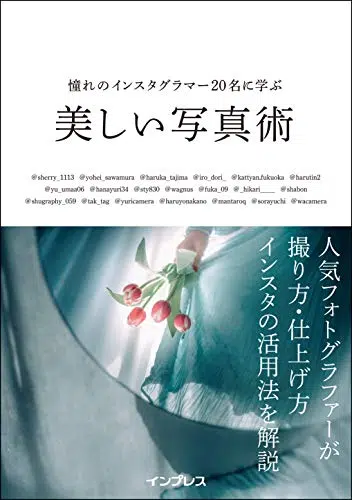 憧れのインスタグラマー20名に学ぶ
美しい写真術
@sherry_1113 @yohei_sawamura @haruka_tajima @iro_dori_ @kattyan.fukuoka @harutin2
@yu_umaa06 @hanayuri34 @sty830 @wagnus @fuka_09 @_hikari____ @shabon
@shugraphy_059 @tak_tag @yuricamera @haruyonakano @mantaroq @sorayuchi @wacamera
人気フォトグラファーが
撮り方・仕上げ方
インスタの活用法を解説
インプレス